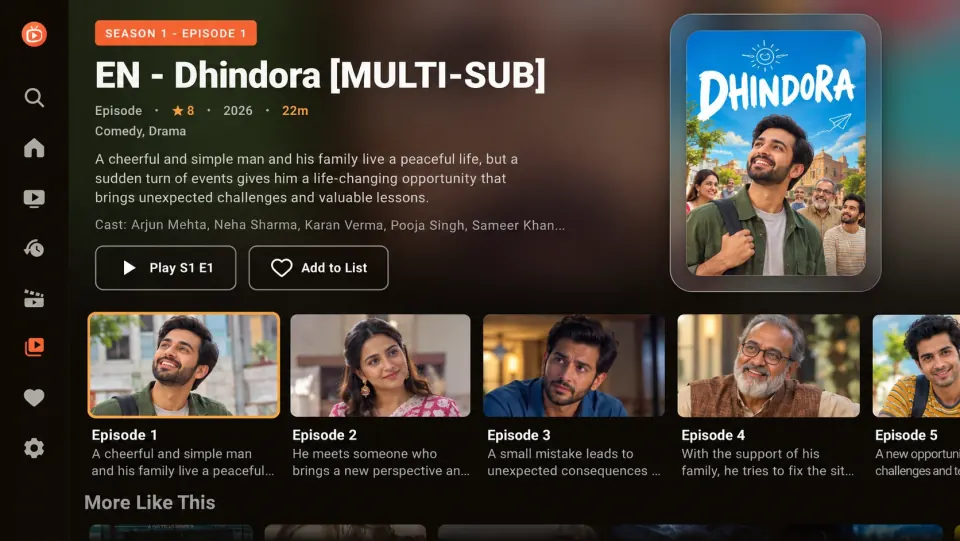 SEASON 1 - EPISODE 1
EN - Dhindora [MULTI-SUB]
Episode • ★ 8 • 2026 • 22m
Comedy, Drama
A cheerful and simple man and his family live a peaceful life, but a
sudden turn of events gives him a life-changing opportunity that
brings unexpected challenges and valuable lessons.
Cast: Arjun Mehta, Neha Sharma, Karan Verma, Pooja Singh, Sameer Khan...
Play S1 E1
Add to List
DHINDORA
Episode 1
A cheerful and simple man
and his family live a peaceful...
Episode 2
He meets someone who
brings a new perspective an...
Episode 3
A small mistake leads to
unexpected consequences ...
Episode 4
With the support of his
family, he tries to fix the sit...
Episode 5
A new opportuni
challenges and te
More Like This